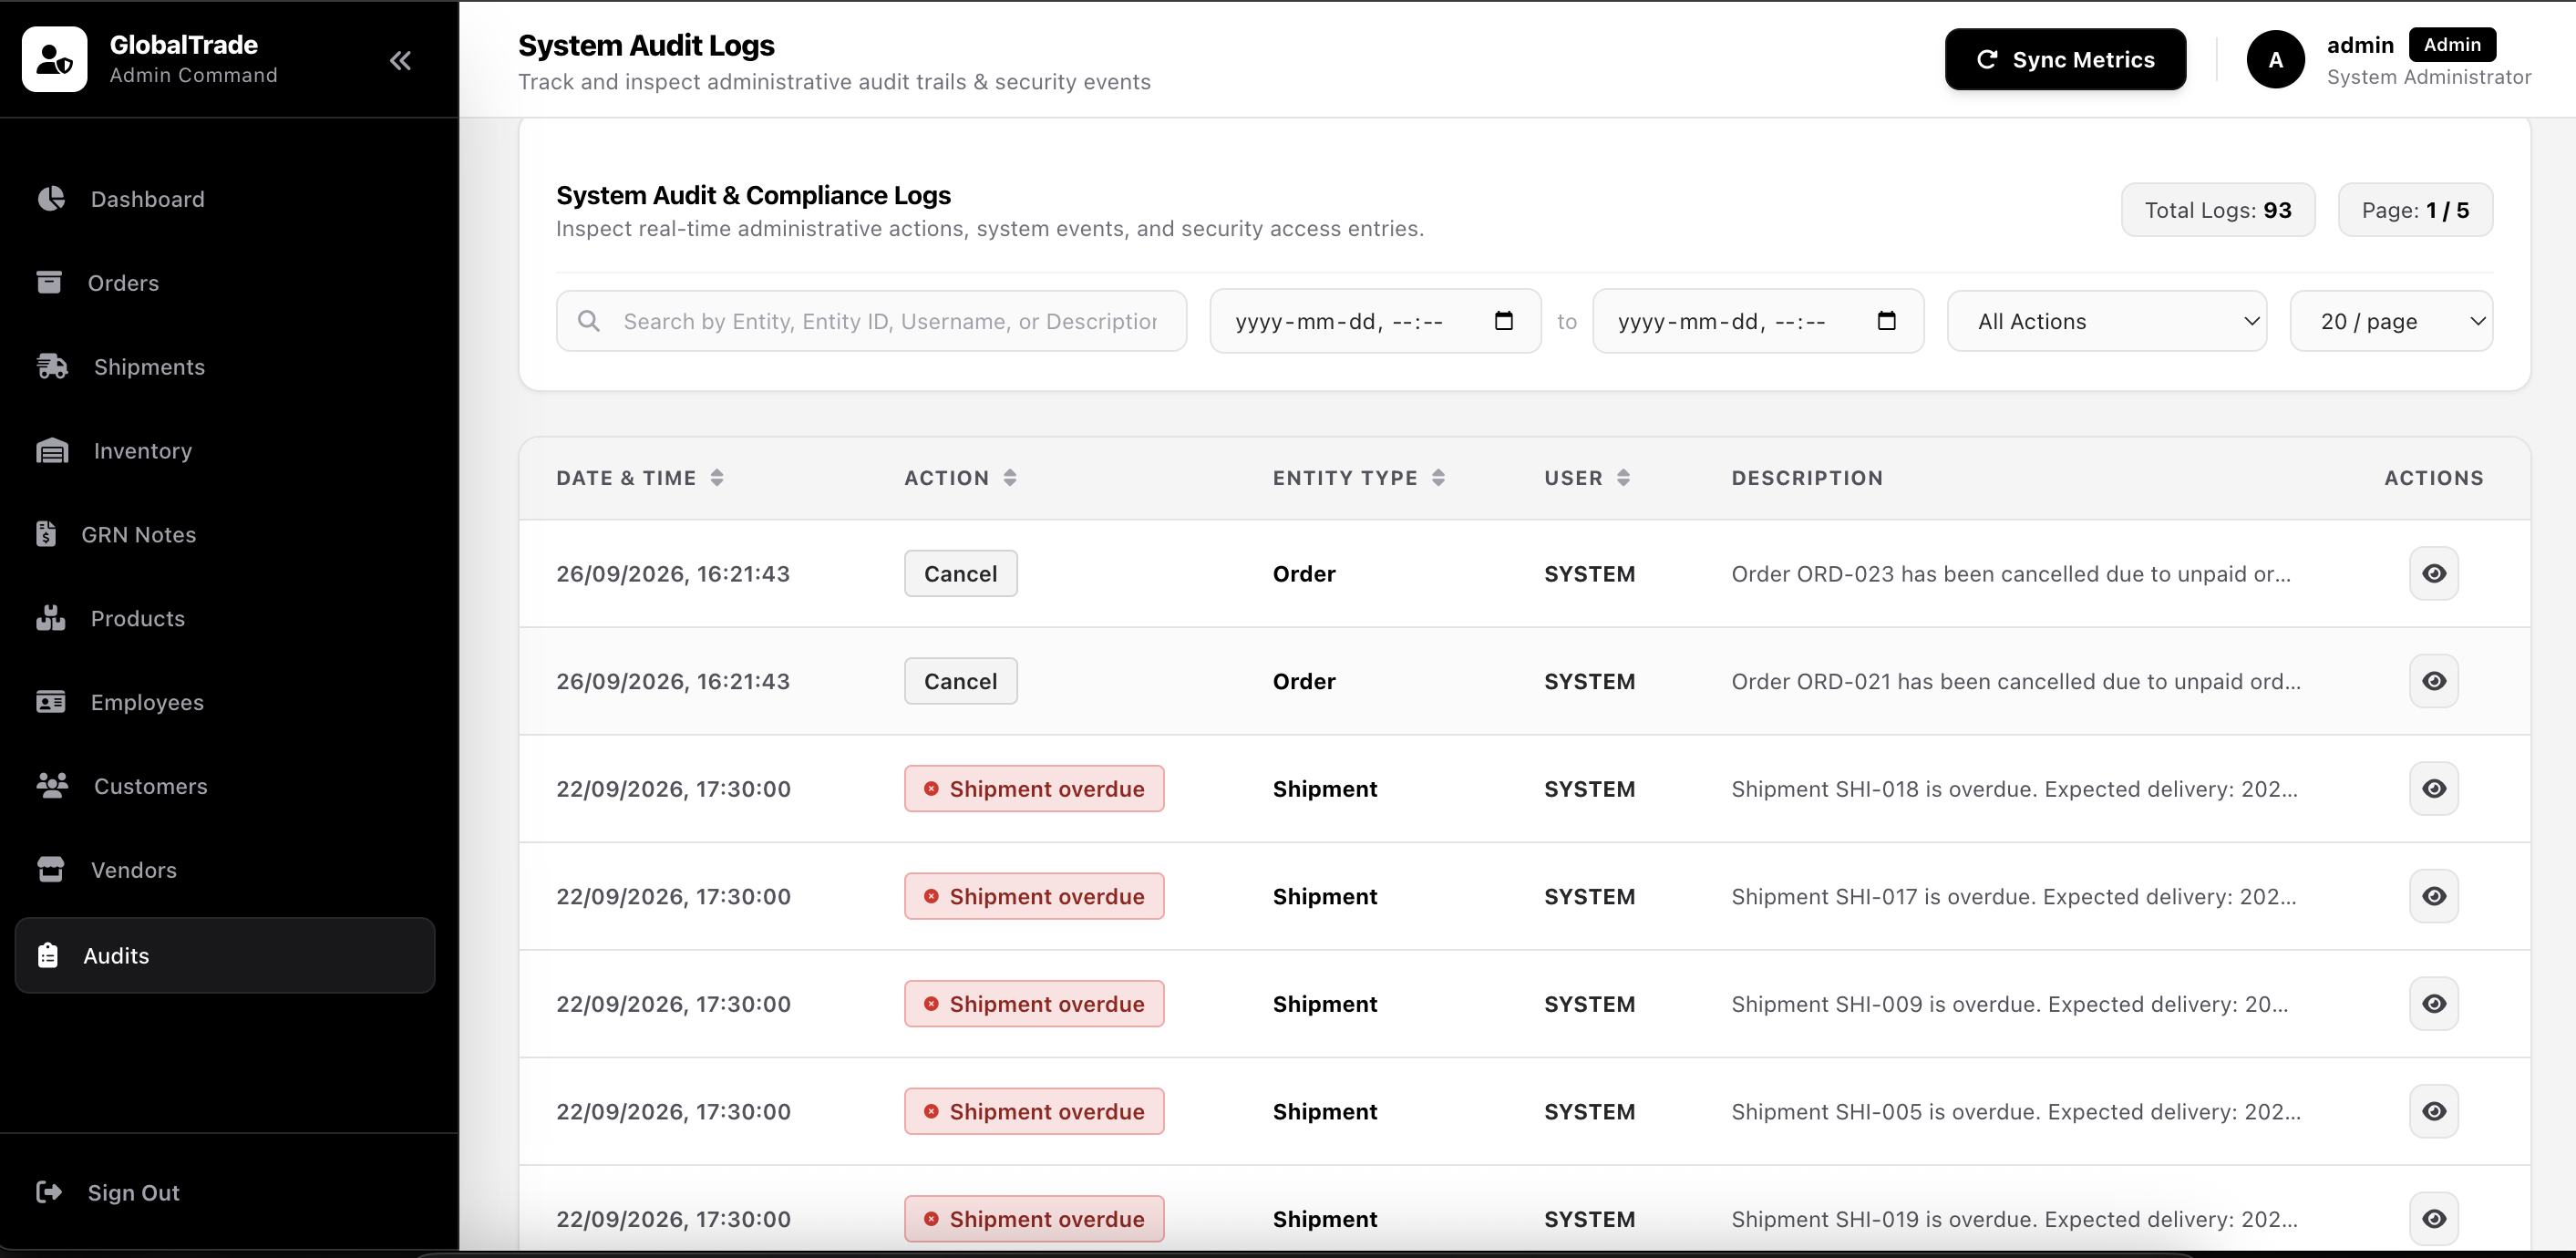 GlobalTrade
Admin Command
Dashboard
Orders
Shipments
Inventory
GRN Notes
Products
Employees
Customers
Vendors
Audits
Sign Out
System Audit Logs
Track and inspect administrative audit trails & security events
Sync Metrics
A
admin Admin
System Administrator
System Audit & Compliance Logs
Inspect real-time administrative actions, system events, and security access entries.
Total Logs: 93
Page: 1 / 5
Search by Entity, Entity ID, Username, or Description
yyyy-mm-dd, --:-- to yyyy-mm-dd, --:-- All Actions 20 / page
DATE & TIME ACTION ENTITY TYPE USER DESCRIPTION ACTIONS
26/09/2026, 16:21:43 Cancel Order SYSTEM Order ORD-023 has been cancelled due to unpaid or...
26/09/2026, 16:21:43 Cancel Order SYSTEM Order ORD-021 has been cancelled due to unpaid ord...
22/09/2026, 17:30:00 Shipment overdue Shipment SYSTEM Shipment SHI-018 is overdue. Expected delivery: 202...
22/09/2026, 17:30:00 Shipment overdue Shipment SYSTEM Shipment SHI-017 is overdue. Expected delivery: 202...
22/09/2026, 17:30:00 Shipment overdue Shipment SYSTEM Shipment SHI-009 is overdue. Expected delivery: 20...
22/09/2026, 17:30:00 Shipment overdue Shipment SYSTEM Shipment SHI-005 is overdue. Expected delivery: 202...
22/09/2026, 17:30:00 Shipment overdue Shipment SYSTEM Shipment SHI-019 is overdue. Expected delivery: 202...